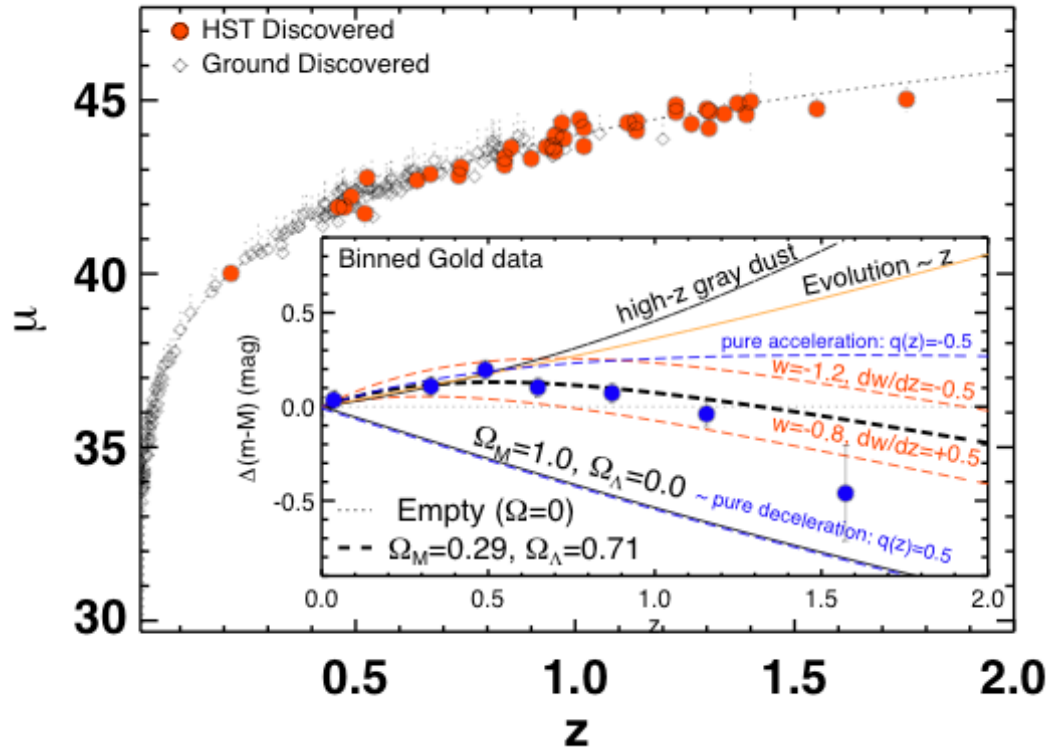 HST Discovered
Ground Discovered
45
40
35
30
μ
0.5
1.0
1.5
2.0
z
Binned Gold data
high-z gray dust
Evolution ~ z
pure acceleration: q(z)=-0.5
w=-1.2, dw/dz=-0.5
w=-0.8, dw/dz=+0.5
Ω_M=1.0, Ω_Λ=0.0
~ pure deceleration: q(z)=0.5
Empty (Ω=0)
Ω_M=0.29, Ω_Λ=0.71
Δ(m-M) (mag)
0.5
0.0
-0.5
0.0
0.5
1.0
1.5
2.0
z